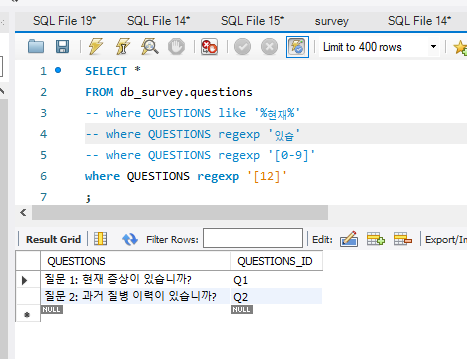 SQL File 19* SQL File 14* SQL File 15* survey SQL File 14*
Limit to 400 rows
1 SELECT *
2 FROM db_survey.questions
3 -- where QUESTIONS like '%현재%'
4 -- where QUESTIONS regexp '있습'
5 -- where QUESTIONS regexp '[0-9]'
6 where QUESTIONS regexp '[12]'
7 ;
Result Grid Filter Rows: Edit: Export/Im
QUESTIONS QUESTIONS_ID
질문 1: 현재 증상이 있습니까? Q1
질문 2: 과거 질병 이력이 있습니까? Q2
NULL NULL